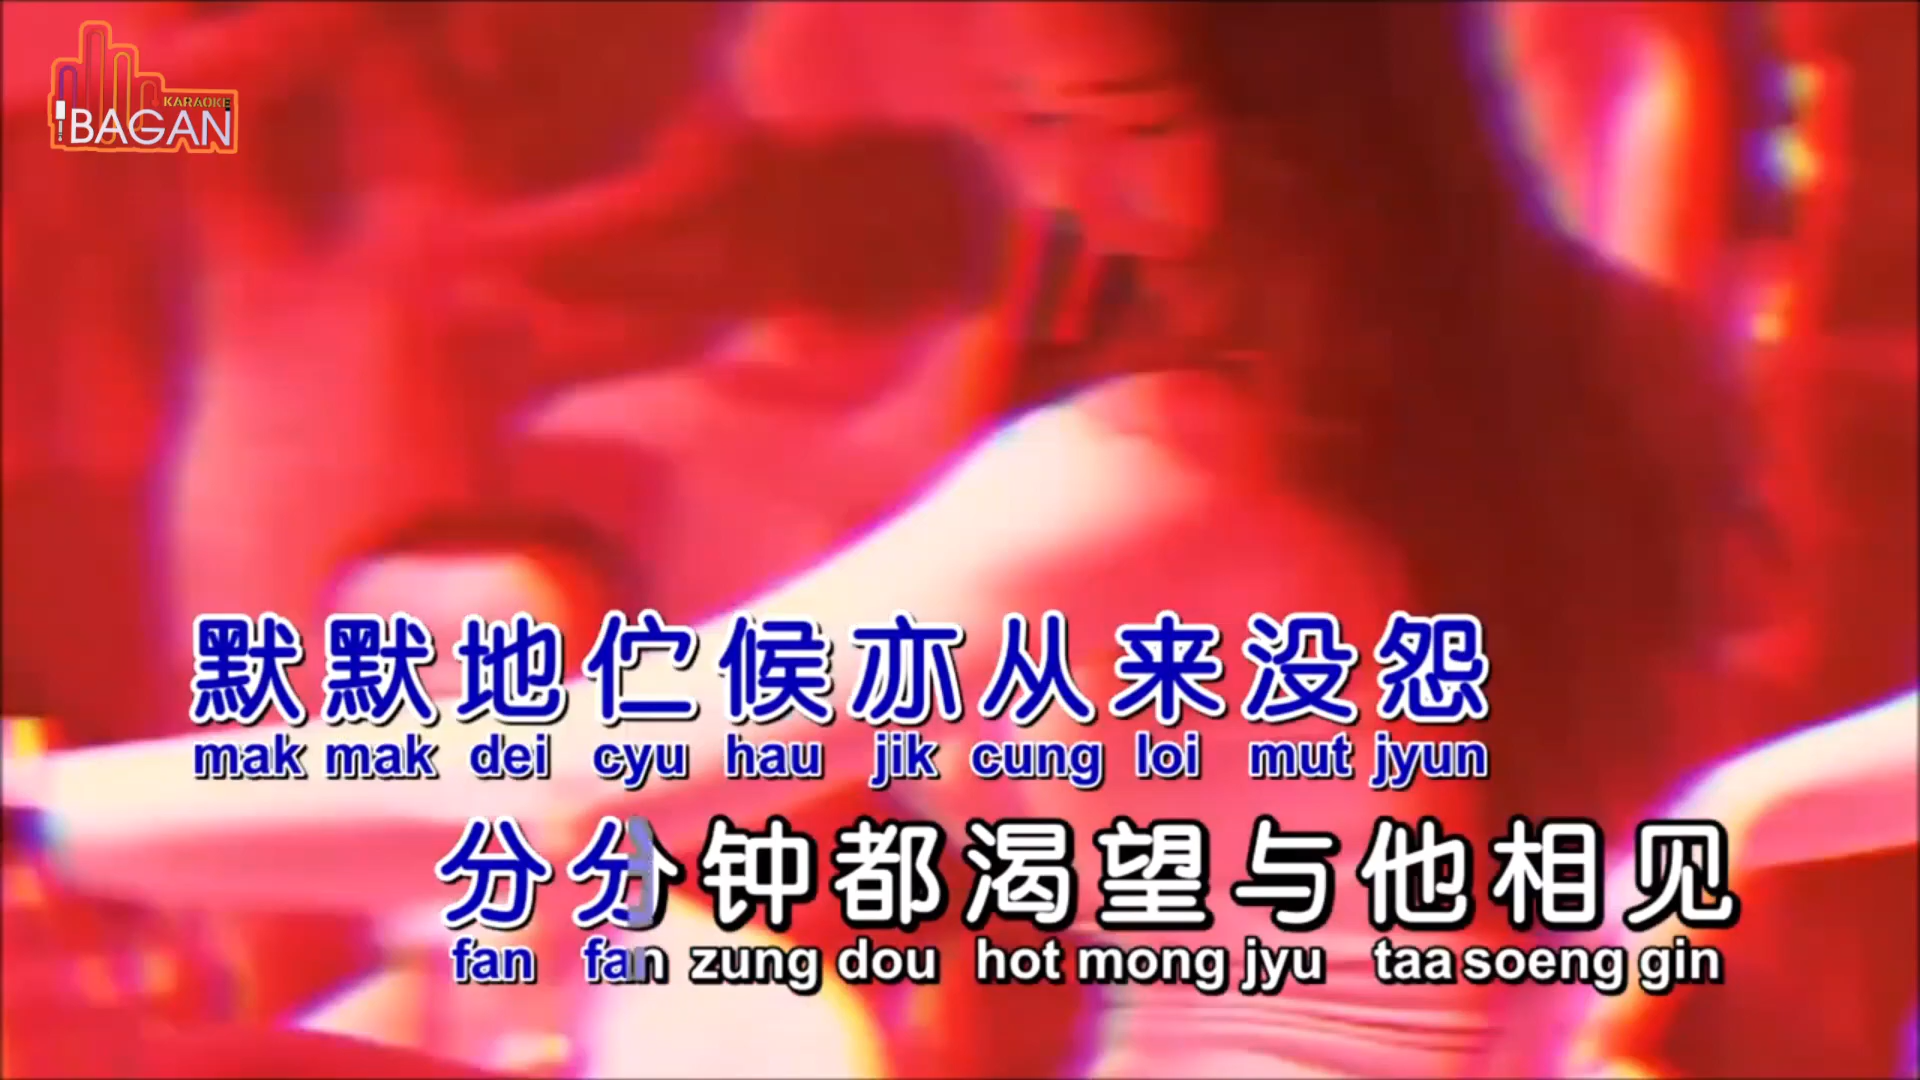 KARAOKE
BAGAN
默默地伫候亦从来没怨
mak mak dei cyu hau jik cung loi mut jyun
分分钟都渴望与他相见
fan fan zung dou hot mong jyu taa soeng gin